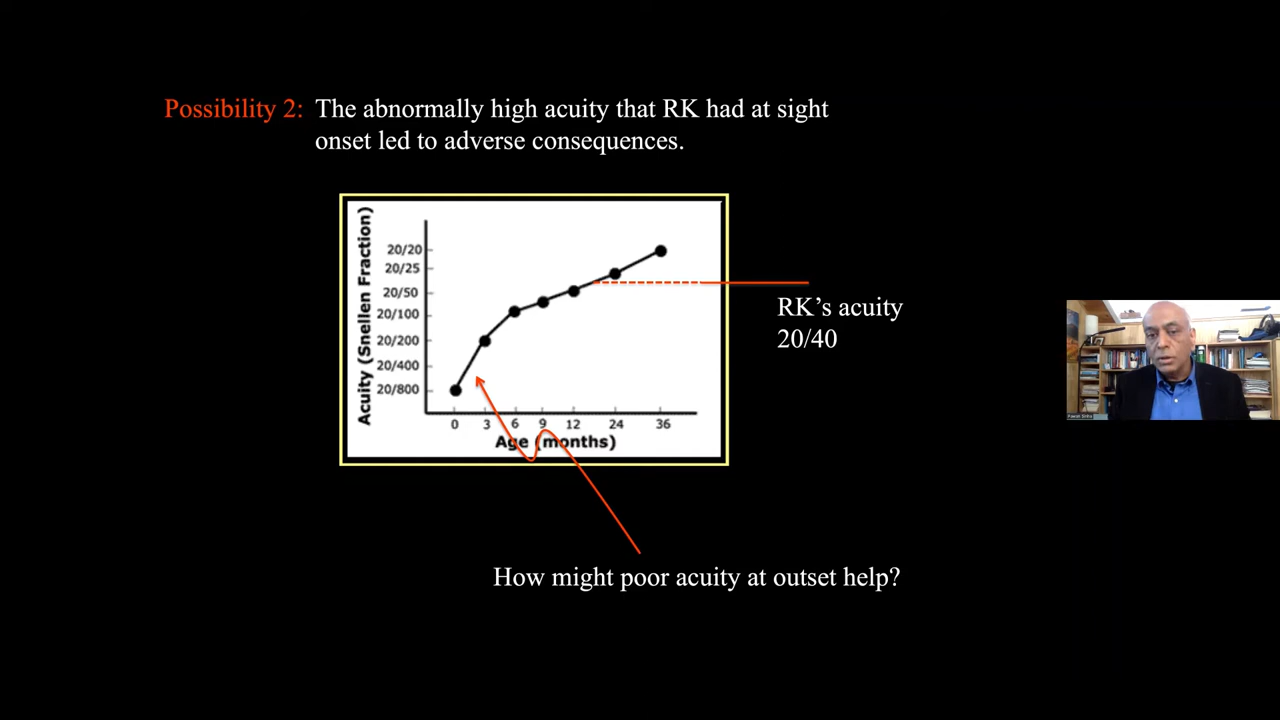 Possibility 2: The abnormally high acuity that RK had at sight
onset led to adverse consequences.
Acuity (Snellen Fraction)
20/20
20/25
20/50
20/100
20/200
20/400
20/800
0 3 6 9 12 24 36
Age (months)
RK’s acuity
20/40
How might poor acuity at outset help?
Pawan Sinha